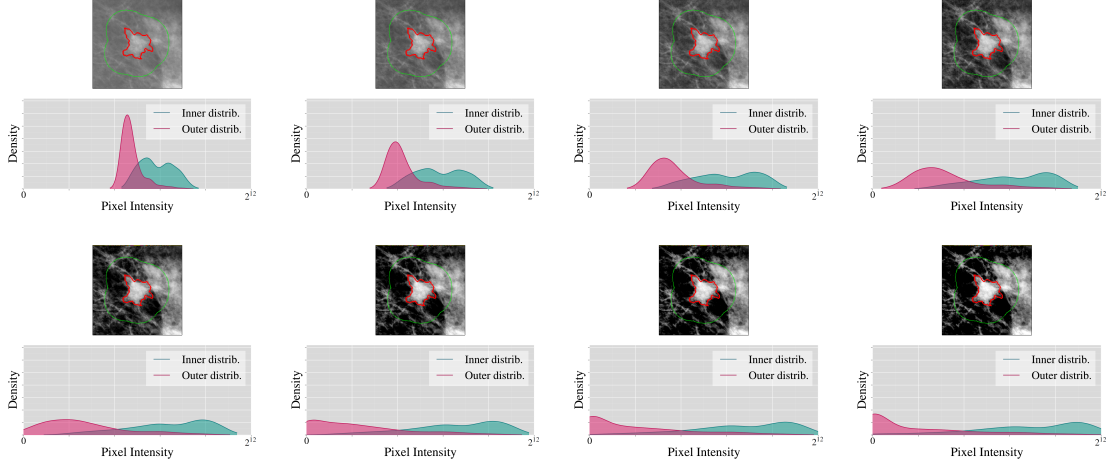 Inner distrib.
Outer distrib.
Density
0
2^12
Pixel Intensity
Inner distrib.
Outer distrib.
Density
0
2^12
Pixel Intensity
Inner distrib.
Outer distrib.
Density
0
2^12
Pixel Intensity
Inner distrib.
Outer distrib.
Density
0
2^12
Pixel Intensity
Inner distrib.
Outer distrib.
Density
0
2^12
Pixel Intensity
Inner distrib.
Outer distrib.
Density
0
2^12
Pixel Intensity
Inner distrib.
Outer distrib.
Density
0
2^12
Pixel Intensity
Inner distrib.
Outer distrib.
Density
0
2^12
Pixel Intensity